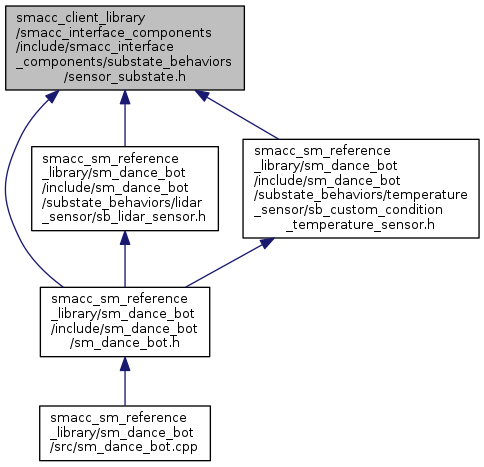 smacc_client_library
/smacc_interface_components
/include/smacc_interface
_components/substate_behaviors
/sensor_substate.h
smacc_sm_reference
_library/sm_dance_bot
/include/sm_dance_bot
/substate_behaviors/lidar
_sensor/sb_lidar_sensor.h
smacc_sm_reference
_library/sm_dance_bot
/include/sm_dance_bot
/substate_behaviors/temperature
_sensor/sb_custom_condition
_temperature_sensor.h
smacc_sm_reference
_library/sm_dance_bot
/include/sm_dance_bot
/sm_dance_bot.h
smacc_sm_reference
_library/sm_dance_bot
/src/sm_dance_bot.cpp